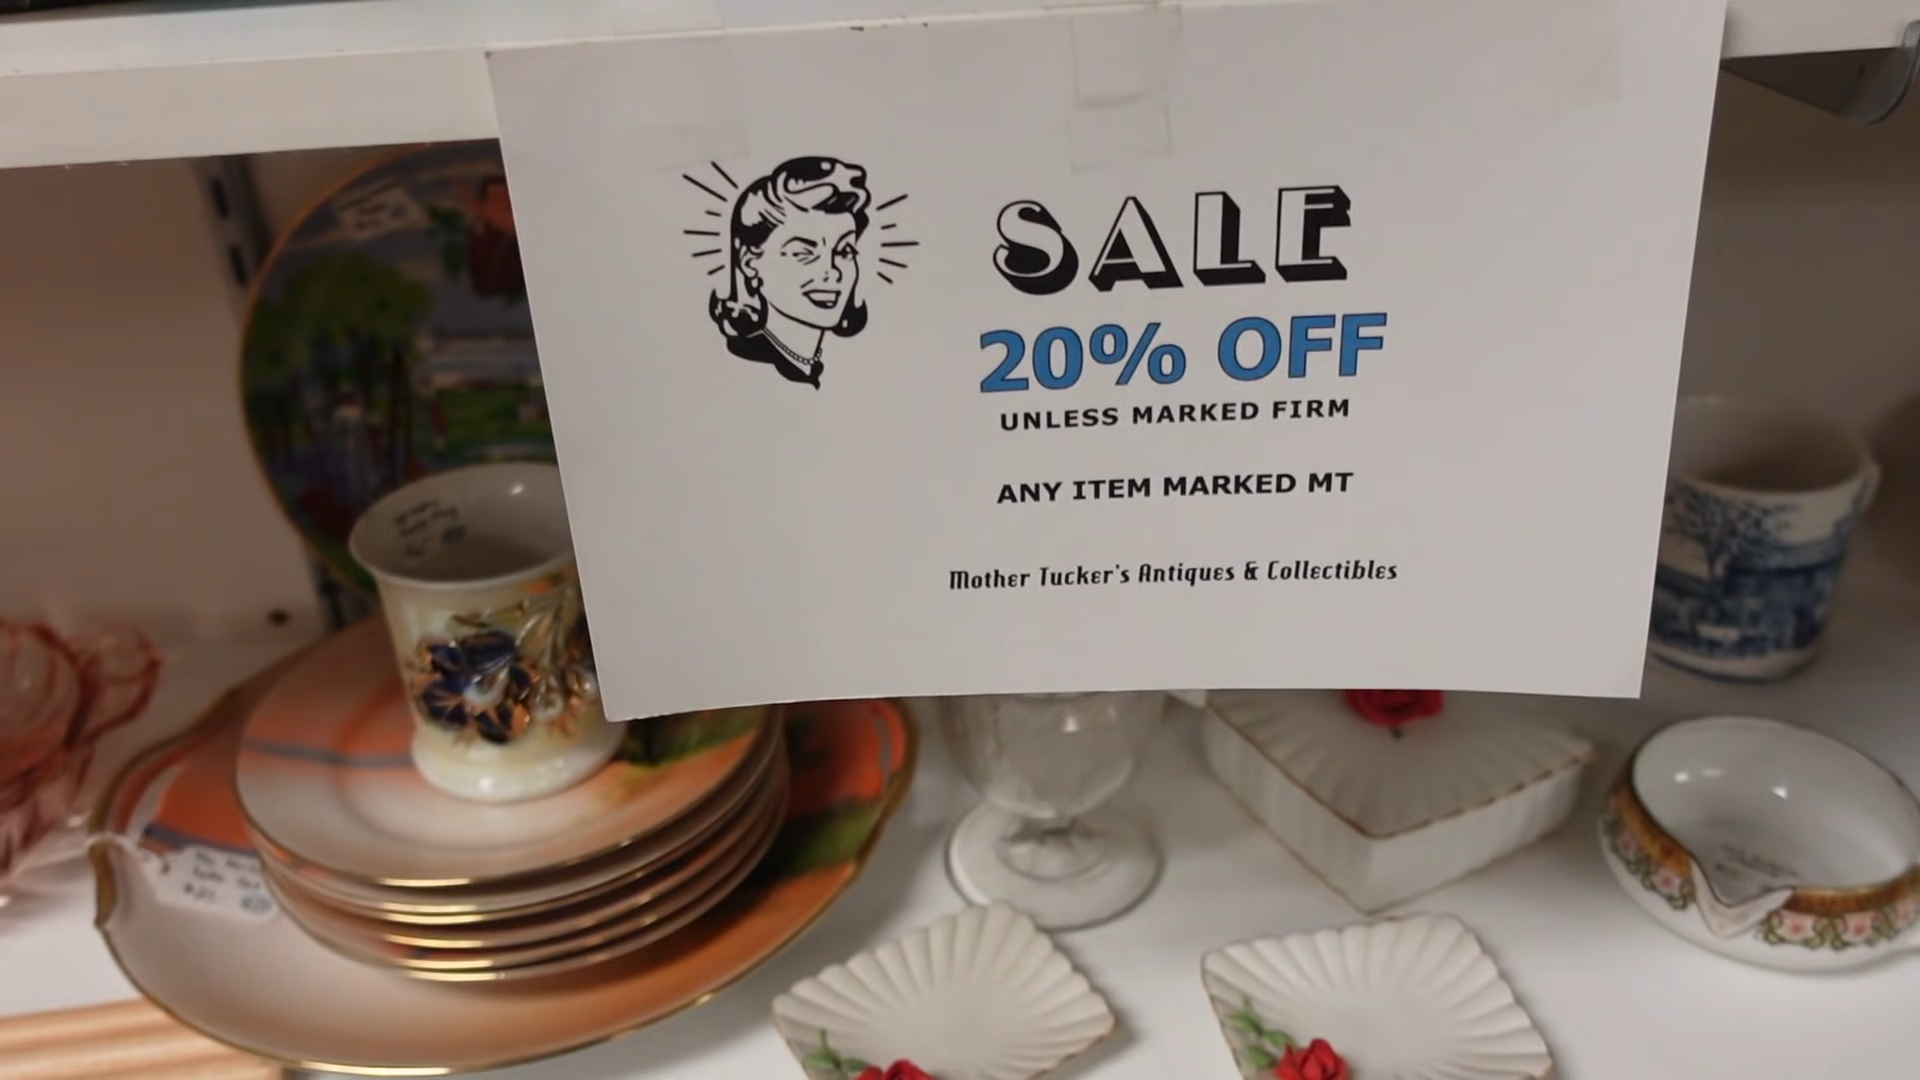 SALE
20% OFF
UNLESS MARKED FIRM
ANY ITEM MARKED MT
Mother Tucker's Antiques & Collectibles